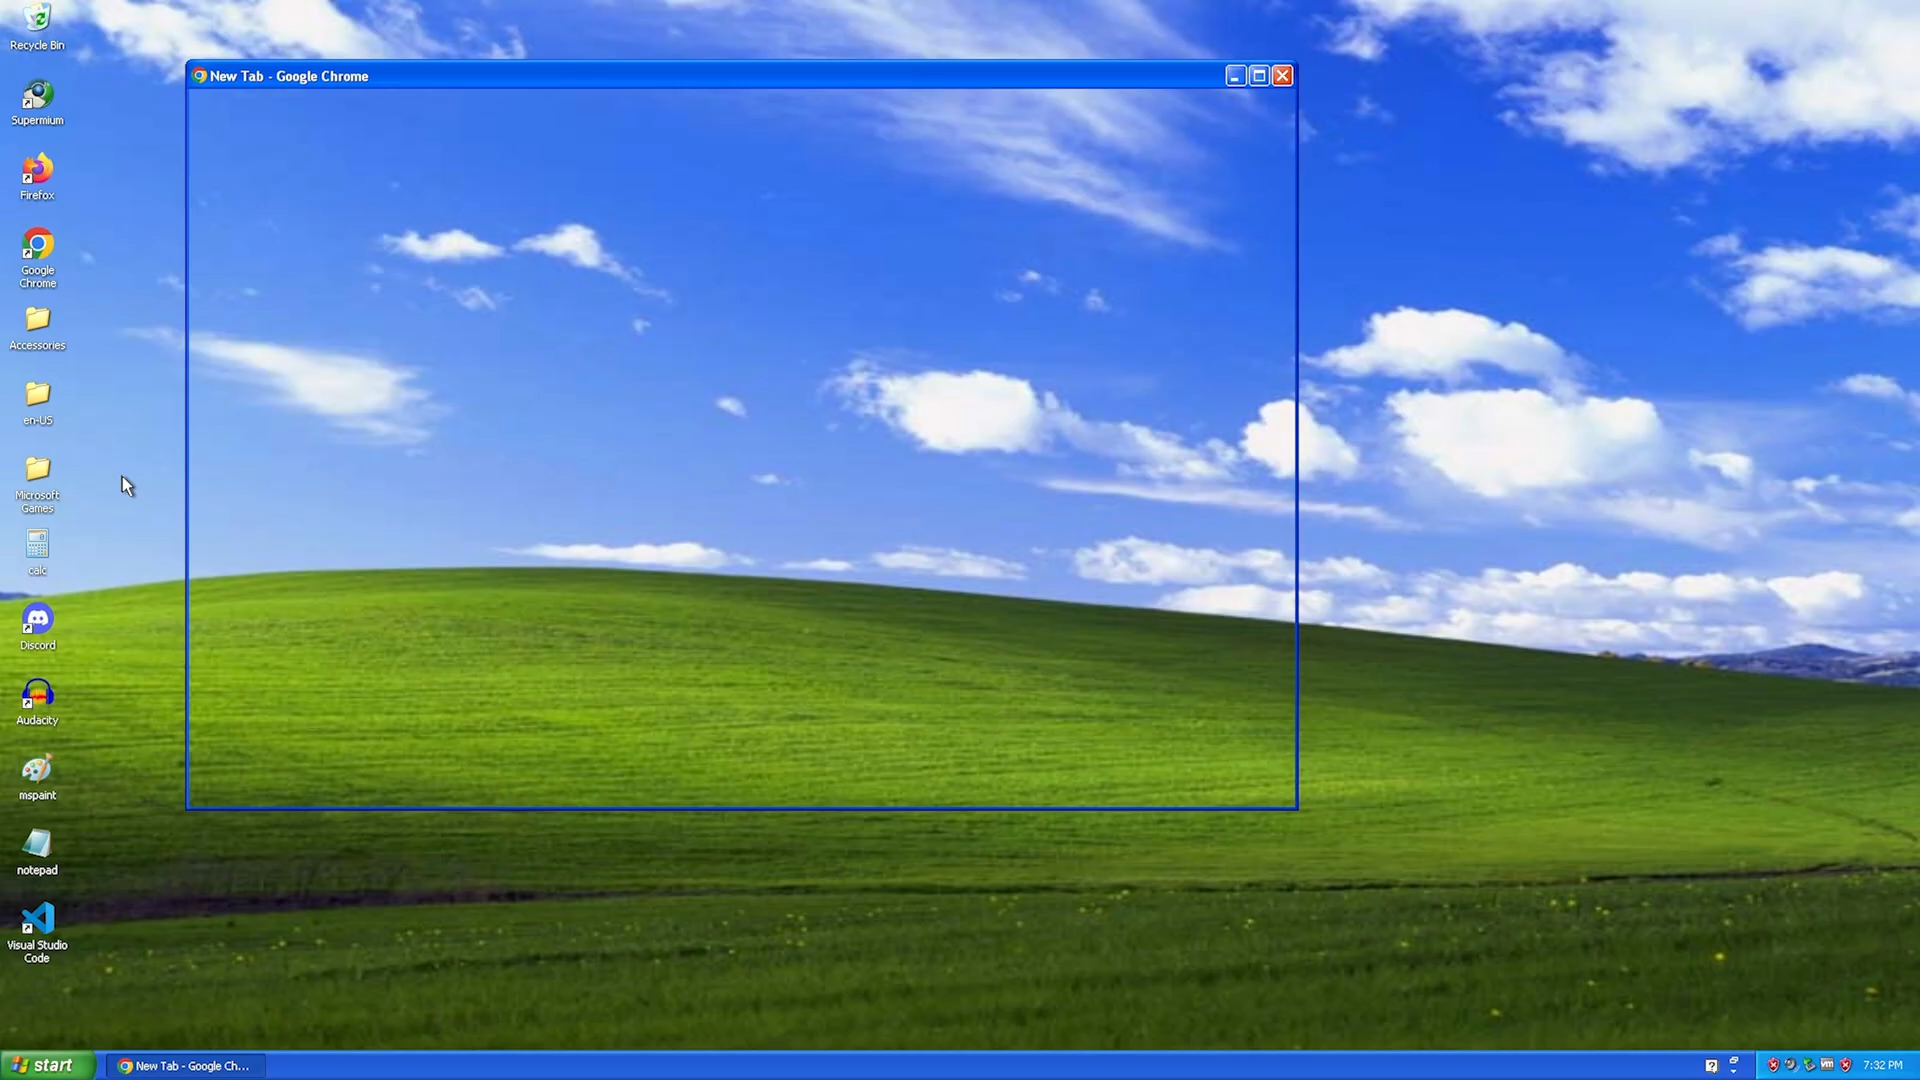 Recycle Bin
Supermium
Firefox
Google
Chrome
Accessories
en-US
Microsoft
Games
calc
Discord
Audacity
mspaint
notepad
Visual Studio
Code
New Tab - Google Chrome
start
New Tab - Google Ch...
7:32 PM